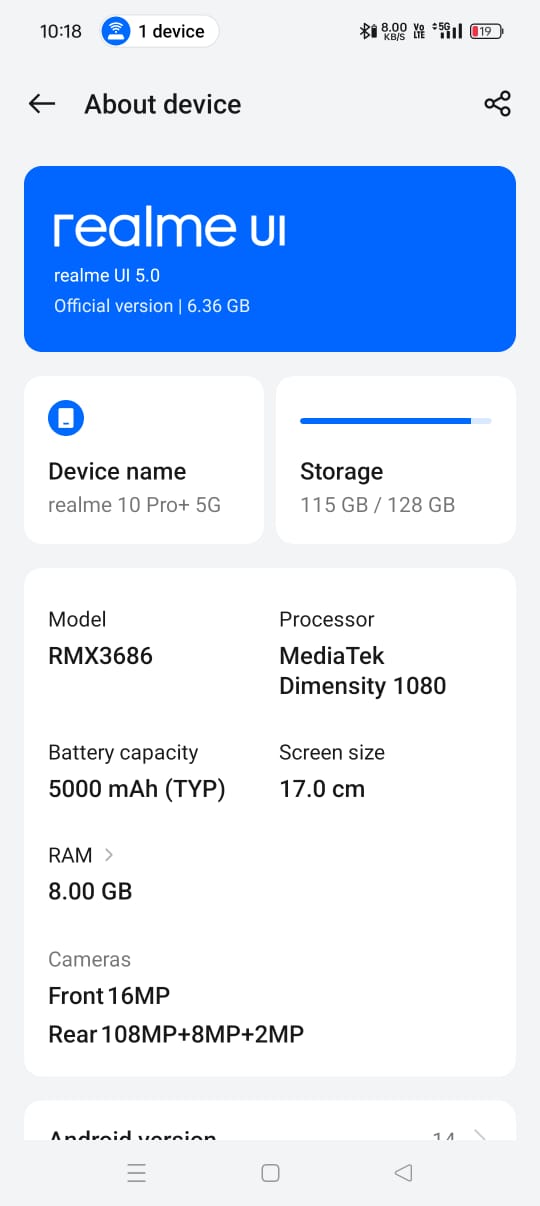 10:18 1 device 8.00 KB/S Vo LTE 5G 19
About device
realme UI
realme UI 5.0
Official version | 6.36 GB
Device name
realme 10 Pro+ 5G
Storage
115 GB / 128 GB
Model
RMX3686
Processor
MediaTek
Dimensity 1080
Battery capacity
5000 mAh (TYP)
Screen size
17.0 cm
RAM
8.00 GB
Cameras
Front 16MP
Rear 108MP+8MP+2MP
Android version 14